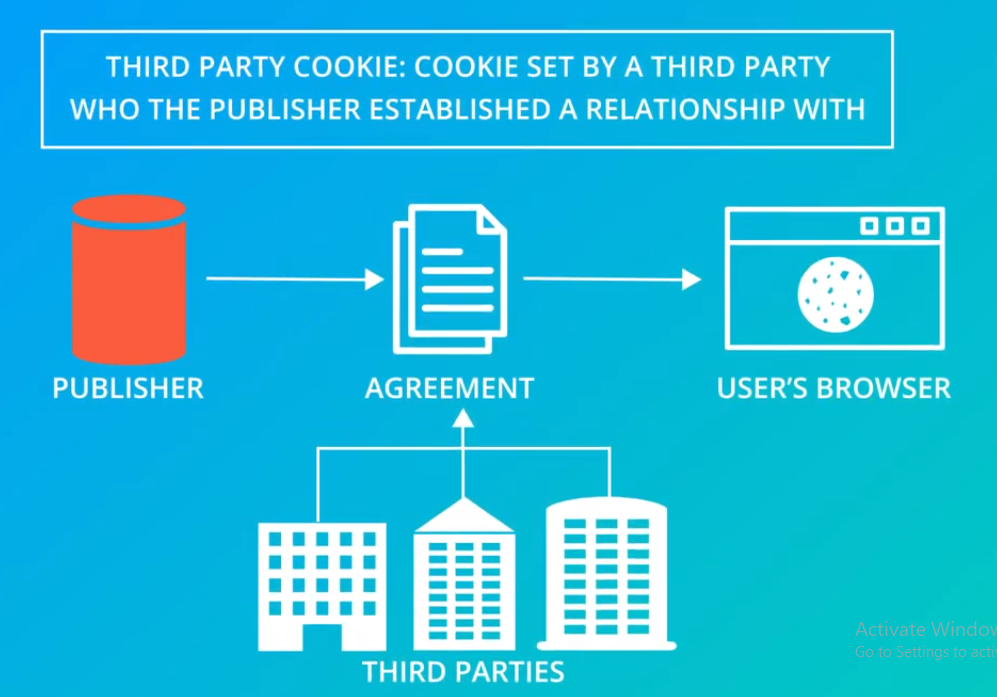 THIRD PARTY COOKIE: COOKIE SET BY A THIRD PARTY
WHO THE PUBLISHER ESTABLISHED A RELATIONSHIP WITH
PUBLISHER
AGREEMENT
USER'S BROWSER
THIRD PARTIES
Activate Window
Go to Settings to acti